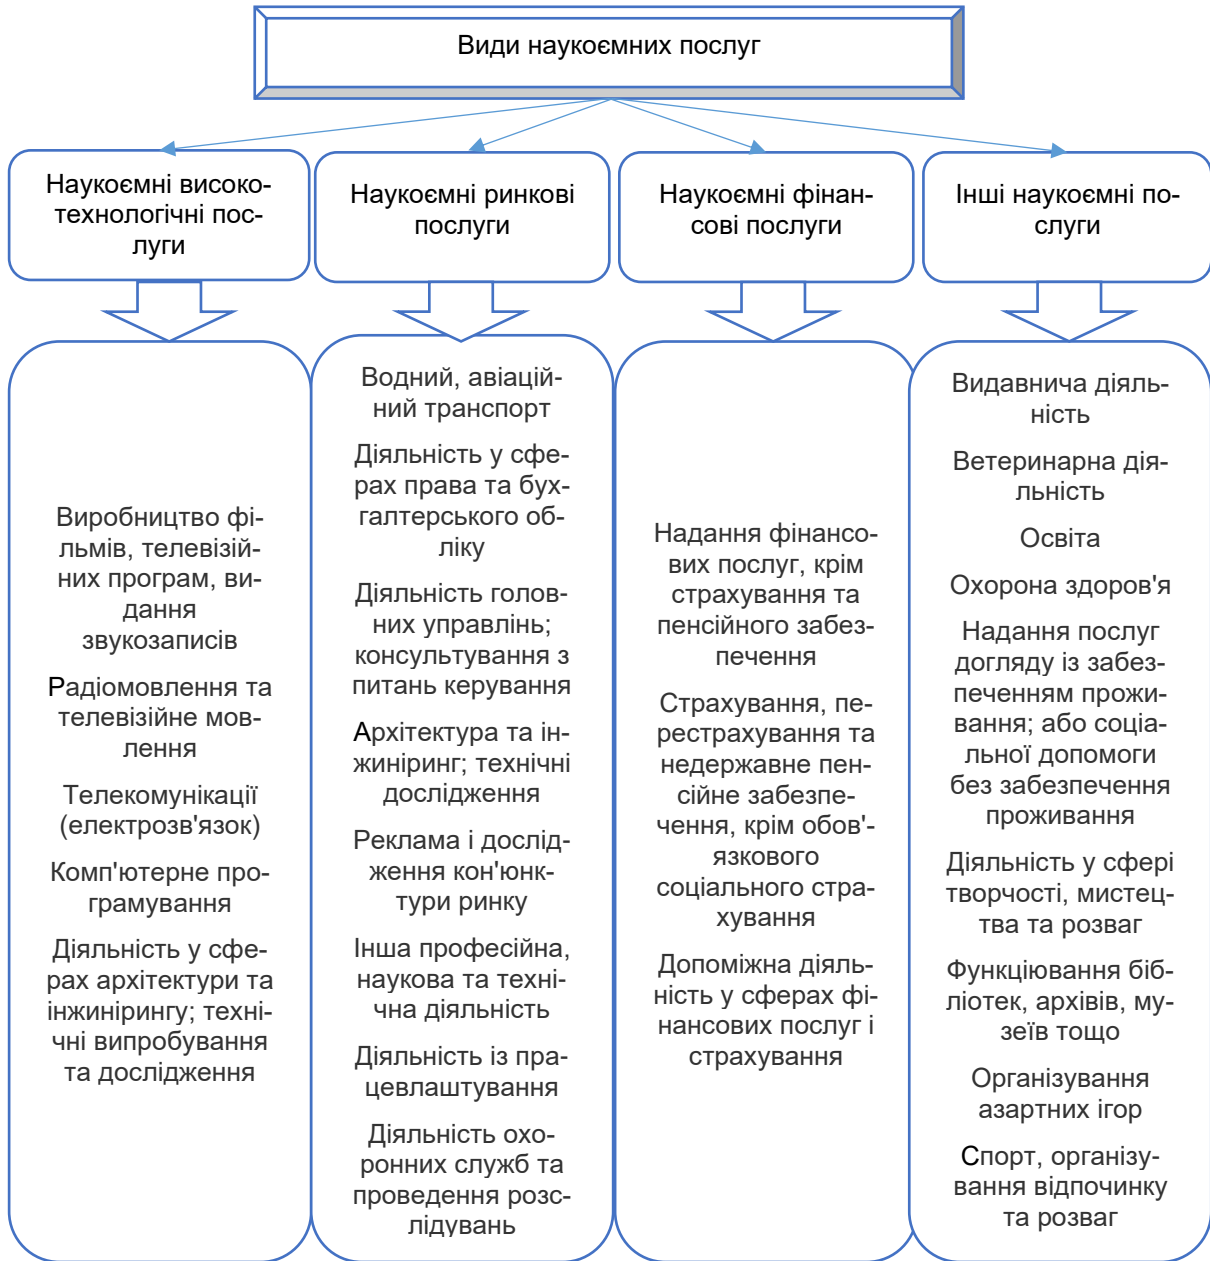 Види наукоємних послуг
Наукоємні високо-
технологічні пос-
луги
Наукоємні ринкові
послуги
Наукоємні фінан-
сові послуги
Інші наукоємні по-
слуги
Виробництво фі-
льмів, телевізій-
них програм, ви-
дання
звукозаписів
Радіомовлення та
телевізійне мов-
лення
Телекомунікації
(електрозв'язок)
Комп'ютерне про-
грамування
Діяльність у сфе-
рах архітектури та
інжинірингу; техні-
чні випробування
та дослідження
Водний, авіацій-
ний транспорт
Діяльність у сфе-
рах права та бух-
галтерського об-
ліку
Діяльність голов-
них управлінь;
консультування з
питань керування
Архітектура та ін-
жиніринг; технічні
дослідження
Реклама і дослід-
ження кон'юнк-
тури ринку
Інша професійна,
наукова та техні-
чна діяльність
Діяльність із пра-
цевлаштування
Діяльність охо-
ронних служб та
проведення розс-
лідувань
Надання фінансо-
вих послуг, крім
страхування та
пенсійного забез-
печення
Страхування, пе-
рестрахування та
недержавне пен-
сійне забезпе-
чення, крім обов'-
язкового
соціального стра-
хування
Допоміжна діяль-
ність у сферах фі-
нансових послуг і
страхування
Видавнича діяль-
ність
Ветеринарна дія-
льність
Освіта
Охорона здоров'я
Надання послуг
догляду із забез-
печенням прожи-
вання; або соціа-
льної допомоги
без забезпечення
проживання
Діяльність у сфері
творчості, мистец-
тва та розваг
Функціювання біб-
ліотек, архівів, му-
зеїв тощо
Організування
азартних ігор
Спорт, організу-
вання відпочинку
та розваг